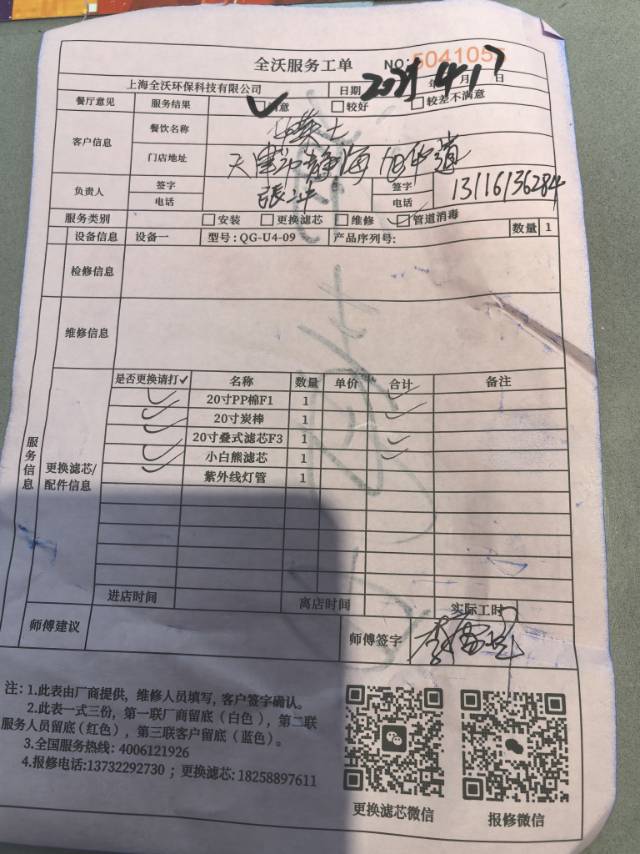 全沃服务工单 NO:5041055
上海全沃环保科技有限公司 日期 年 月 日
餐厅意见 服务结果 满意 较好 较差不满意
客户信息 餐饮名称 华莱士
门店地址 天津市静海旭华道
负责人 签字 签字
电话 电话 13116136284
服务类别 安装 更换滤芯 维修 管道消毒
设备信息 设备一 型号:QG-U4-09 产品序列号: 数量 1
检修信息
维修信息
是否更换请打✓ 名称 数量 单价 合计 备注
20寸PP棉F1 1
20寸炭棒 1
20寸叠式滤芯F3 1
小白熊滤芯 1
紫外线灯管 1
服务信息
更换滤芯/
配件信息
进店时间 离店时间 实际工时
师傅建议 师傅签字
注:1.此表由厂商提供,维修人员填写,客户签字确认。
2.此表一式三份,第一联厂商留底(白色),第二联
服务人员留底(红色),第三联客户留底(蓝色)。
3.全国服务热线:4006121926
4.报修电话:13732292730;更换滤芯:18258897611
更换滤芯微信 报修微信